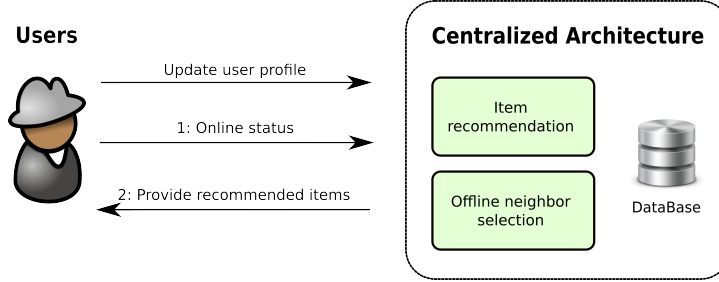 Users
Centralized Architecture
Update user profile
1: Online status
2: Provide recommended items
Item
recommendation
Offline neighbor
selection
DataBase